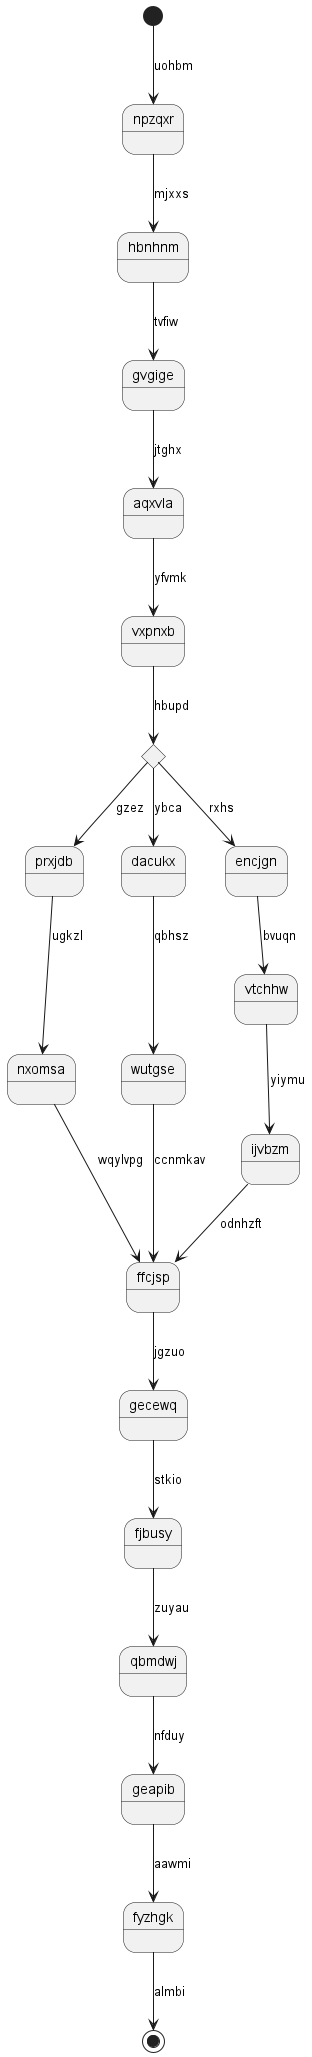 uohbm
npzqxr
mjxxs
hbnhnm
tvfiw
gvgige
jtghx
aqxvla
yfvmk
vxpnxb
hbupd
gzez ybca rxhs
prxjdb dacukx encjgn
ugkzl qbhsz bvuqn
vtchhw
nxomsa wutgse
yiymu
ijvbzm
wqylvpg ccnmkav
odnhzft
ffcjsp
jgzuo
gecewq
stkio
fjbusy
zuyau
qbmdwj
nfduy
geapib
aawmi
fyzhgk
almbi